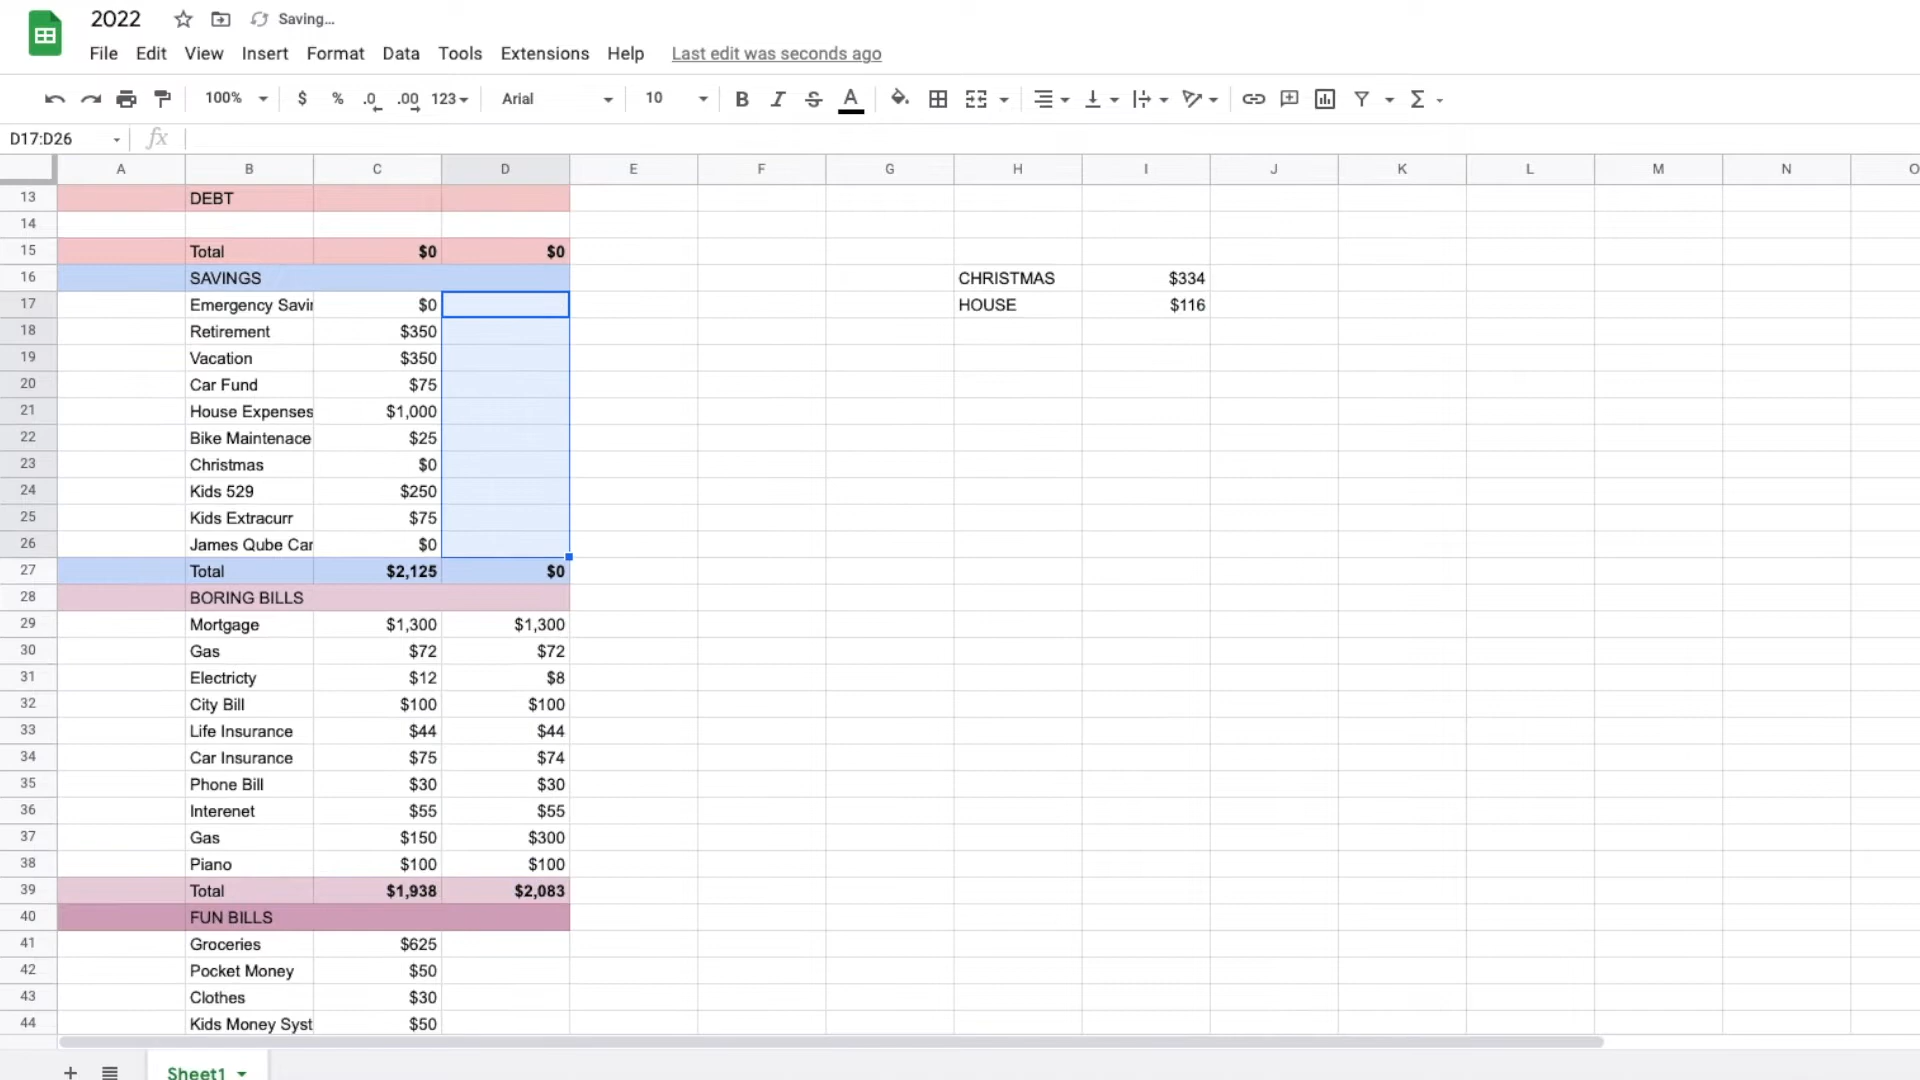 2022 Saving...
File Edit View Insert Format Data Tools Extensions Help Last edit was seconds ago
100% $ % .0 .00 123 Arial 10 B I S A Σ
D17:D26 fx
A B C D E F G H I J K L M N O
13 DEBT
14
15 Total $0 $0
16 SAVINGS CHRISTMAS $334
17 Emergency Savin $0 HOUSE $116
18 Retirement $350
19 Vacation $350
20 Car Fund $75
21 House Expenses $1,000
22 Bike Maintenace $25
23 Christmas $0
24 Kids 529 $250
25 Kids Extracurr $75
26 James Qube Car $0
27 Total $2,125 $0
28 BORING BILLS
29 Mortgage $1,300 $1,300
30 Gas $72 $72
31 Electricty $12 $8
32 City Bill $100 $100
33 Life Insurance $44 $44
34 Car Insurance $75 $74
35 Phone Bill $30 $30
36 Interenet $55 $55
37 Gas $150 $300
38 Piano $100 $100
39 Total $1,938 $2,083
40 FUN BILLS
41 Groceries $625
42 Pocket Money $50
43 Clothes $30
44 Kids Money Syst $50
+ Sheet1